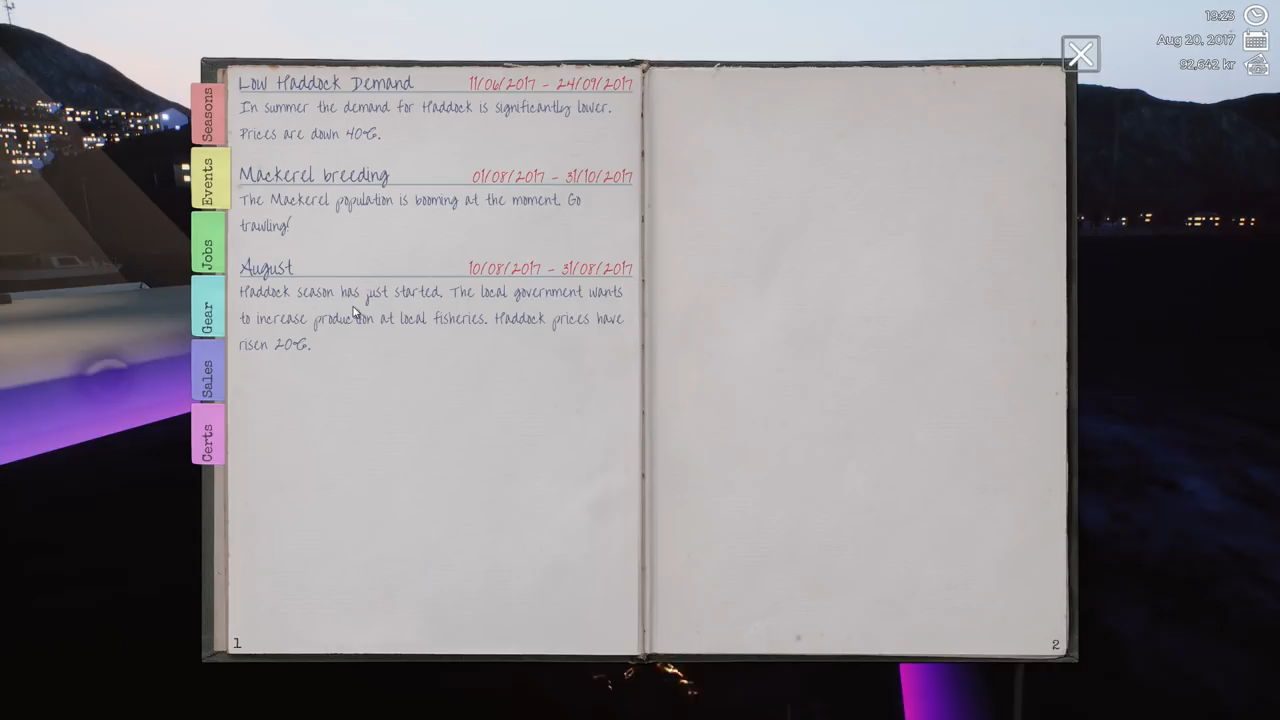 19:23
Aug 20, 2017
92,642 kr
Seasons
Events
Jobs
Gear
Sales
Certs
Low Haddock Demand 11/06/2017 - 24/09/2017
In summer the demand for Haddock is significantly lower.
Prices are down 40%.
Mackerel breeding 01/08/2017 - 31/10/2017
The Mackerel population is booming at the moment. Go
trawling!
August 10/08/2017 - 31/08/2017
Haddock season has just started. The local government wants
to increase production at local fisheries. Haddock prices have
risen 20%.
1
2